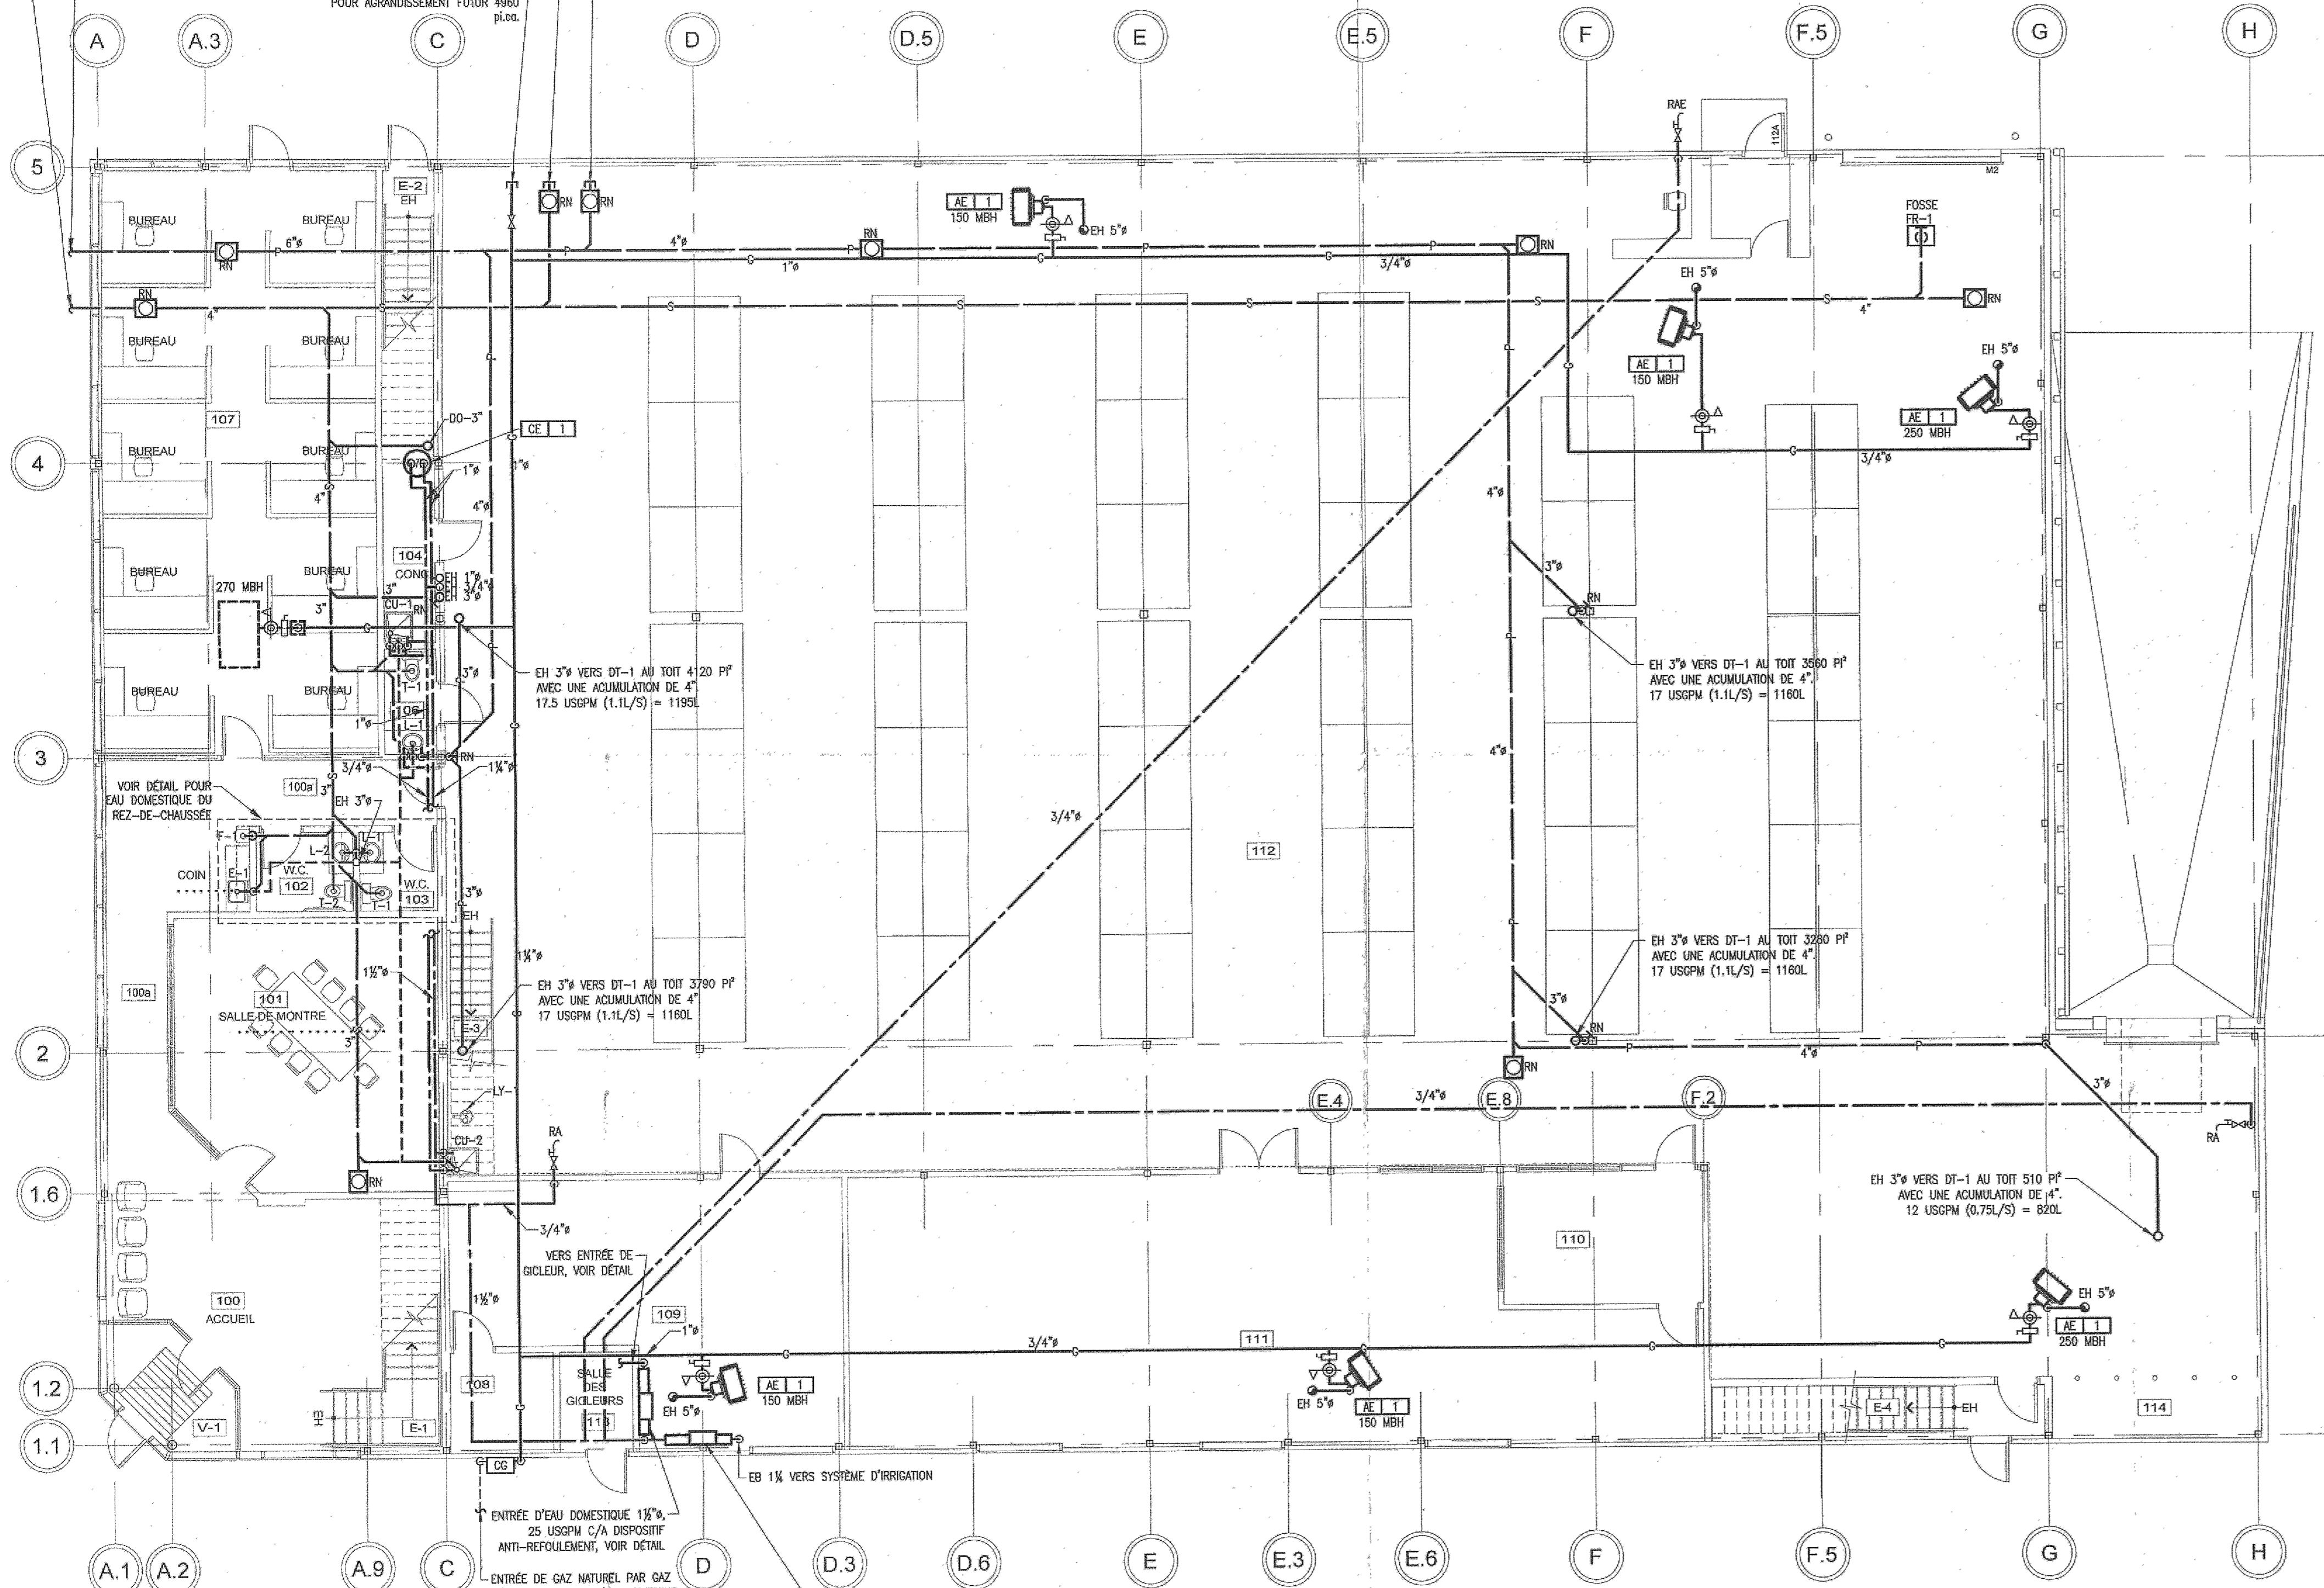 POUR AGRANDISSEMENT FUTUR 4960
pi.ca.
A
A.3
C
D
D.5
E
E.5
F
F.5
G
H
RAE
112A
M2
5
E-2
EH
BUREAU
BUREAU
RN
RN
AE 1
150 MBH
EH 5"ø
FOSSE
FR-1
RN
6"ø
P
P
4"ø
P
RN
P
P
RN
G
1"ø
G
G
3/4"ø
EH 5"ø
RN
4"
S
S
S
S
S
S
4"
RN
BUREAU
BUREAU
P
P
G
AE 1
150 MBH
EH 5"ø
107
DO-3"
CE 1
AE 1
250 MBH
4
BUREAU
BUREAU
G
1"ø
1"ø
G
3/4"ø
4"
S
4"ø
4"ø
104
CONC
BUREAU
BUREAU
3"ø
270 MBH
3"
3"
CU-1
RN
EH 1"ø
3/4"ø
EH 3"ø
RN
G
P
P
T-1
3"ø
EH 3"ø VERS DT-1 AU TOIT 4120 PI²
AVEC UNE ACUMULATION DE 4".
17.5 USGPM (1.1L/S) = 1195L
EH 3"ø VERS DT-1 AU TOIT 3560 PI²
AVEC UNE ACUMULATION DE 4".
17 USGPM (1.1L/S) = 1160L
BUREAU
BUREAU
106
L-1
1"ø
G
4"ø
3
RN
3/4"ø
1¼"ø
100a
S
3"
VOIR DÉTAIL POUR
EAU DOMESTIQUE DU
REZ-DE-CHAUSSÉE
EH 3"ø
3/4"ø
112
L-2
L-1
COIN
E-1
W.C.
102
W.C.
103
T-2
T-1
3"ø
P
EH
P
1¼"ø
1½"ø
100a
101
SALLE DE MONTRE
S
3"
EH 3"ø VERS DT-1 AU TOIT 3790 PI²
AVEC UNE ACUMULATION DE 4"
17 USGPM (1.1L/S) = 1160L
EH 3"ø VERS DT-1 AU TOIT 3280 PI²
AVEC UNE ACUMULATION DE 4".
17 USGPM (1.1L/S) = 1160L
3"ø
RN
E-3
G
2
P
4"ø
P
RN
3"ø
LY-1
E.4
3/4"ø
E.8
F.2
RA
CU-2
RA
RN
1.6
3/4"ø
EH 3"ø VERS DT-1 AU TOIT 510 PI²
AVEC UNE ACUMULATION DE 4".
12 USGPM (0.75L/S) = 820L
VERS ENTRÉE DE
GICLEUR, VOIR DÉTAIL
110
100
ACCUEIL
1½"ø
109
1"ø
3/4"ø
111
EH 5"ø
AE 1
250 MBH
G
G
G
G
G
1.2
SALLE
DES
GICLEURS
113
108
G
AE 1
150 MBH
EH 5"ø
EH 5"ø
AE 1
150 MBH
EH
E-1
V-1
E-4
EH
114
1.1
CG
EB 1¼ VERS SYSTÈME D'IRRIGATION
ENTRÉE D'EAU DOMESTIQUE 1½"ø,
25 USGPM C/A DISPOSITIF
ANTI-REFOULEMENT, VOIR DÉTAIL
ENTRÉE DE GAZ NATUREL PAR GAZ
A.1
A.2
A.9
C
D
D.3
D.6
E
E.3
E.6
F
F.5
G
H